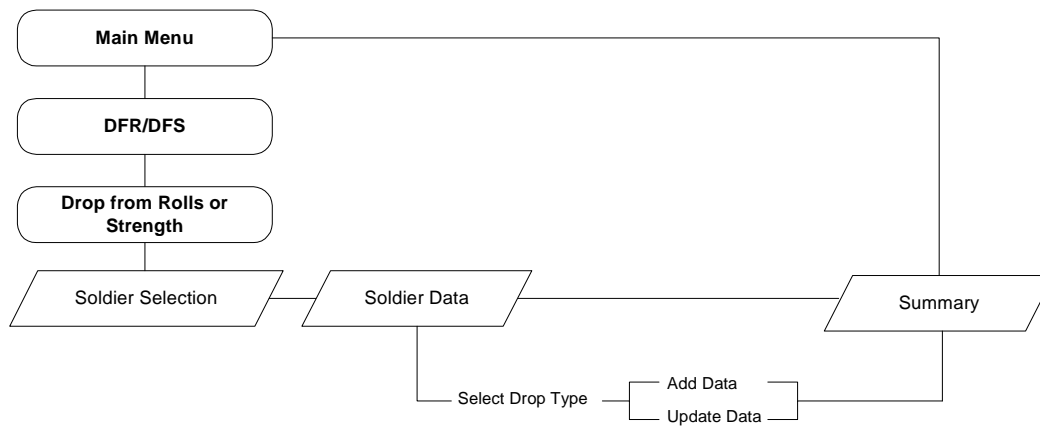 Main Menu
DFR/DFS
Drop from Rolls or
Strength
Soldier Selection
Soldier Data
Summary
Select Drop Type
Add Data
Update Data